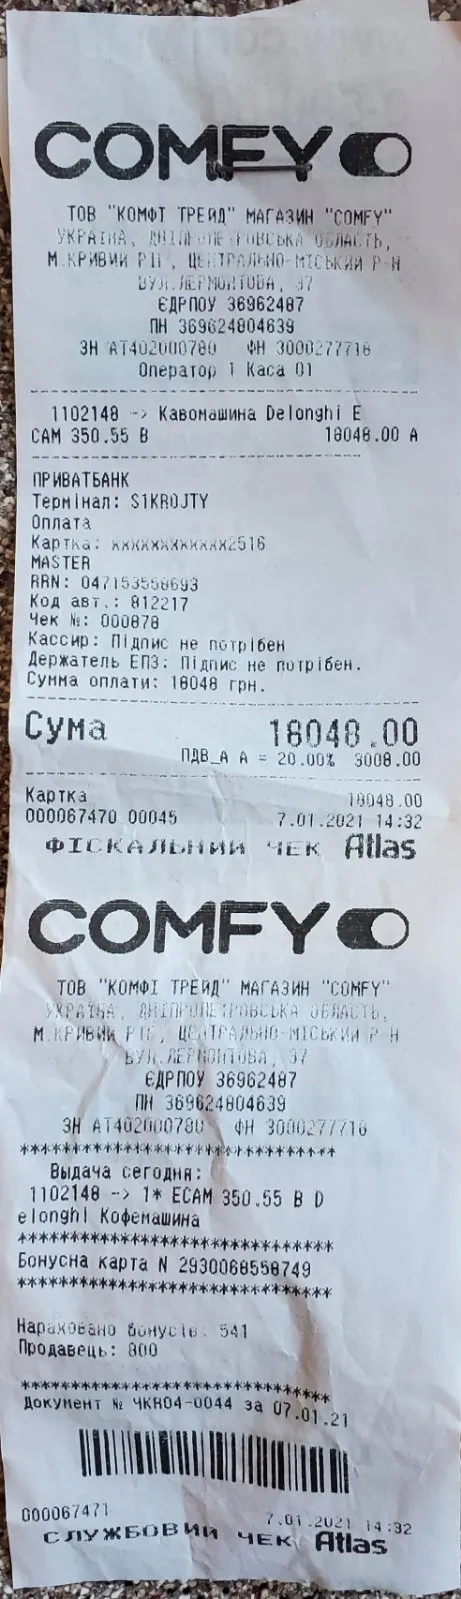 COMFY
ТОВ "КОМФІ ТРЕЙД" МАГАЗИН "COMFY"
УКРАЇНА, ДНІПРОПЕТРОВСЬКА ОБЛАСТЬ,
М.КРИВИЙ РІГ, ЦЕНТРАЛЬНО-МІСЬКИЙ Р-Н
ВУЛ.ЛЕРМОНТОВА, 37
ЄДРПОУ 36962487
ПН 369624804639
ЗН АТ402000780 ФН 3000277716
Оператор 1 Каса 01
1102148 -> Кавомашина Delonghi E
CAM 350.55 B 18048.00 А
ПРИВАТБАНК
Термінал: S1KR0JTY
Оплата
Картка: xxxxxxxxxxxx2516
MASTER
RRN: 047153558693
Код авт.: 812217
Чек №: 000878
Кассир: Підпис не потрібен
Держатель ЕПЗ: Підпис не потрібен.
Сумма оплати: 18048 грн.
Сума 18048.00
ПДВ_А А = 20.00% 3008.00
Картка 18048.00
000067470 00045 7.01.2021 14:32
ФІСКАЛЬНИЙ ЧЕК Atlas
COMFY
ТОВ "КОМФІ ТРЕЙД" МАГАЗИН "COMFY"
УКРАЇНА, ДНІПРОПЕТРОВСЬКА ОБЛАСТЬ,
М.КРИВИЙ РІГ, ЦЕНТРАЛЬНО-МІСЬКИЙ Р-Н
ВУЛ.ЛЕРМОНТОВА, 37
ЄДРПОУ 36962487
ПН 369624804639
ЗН АТ402000780 ФН 3000277716
******************************
Выдача сегодня:
1102148 -> 1* ECAM 350.55 B D
elonghi Кофемашина
******************************
Бонусна карта N 2930068558749
******************************
Нараховано бонусів: 541
Продавець: 800
******************************
Документ № ЧKR04-0044 за 07.01.21
000067471 7.01.2021 14:32
СЛУЖБОВИЙ ЧЕК Atlas